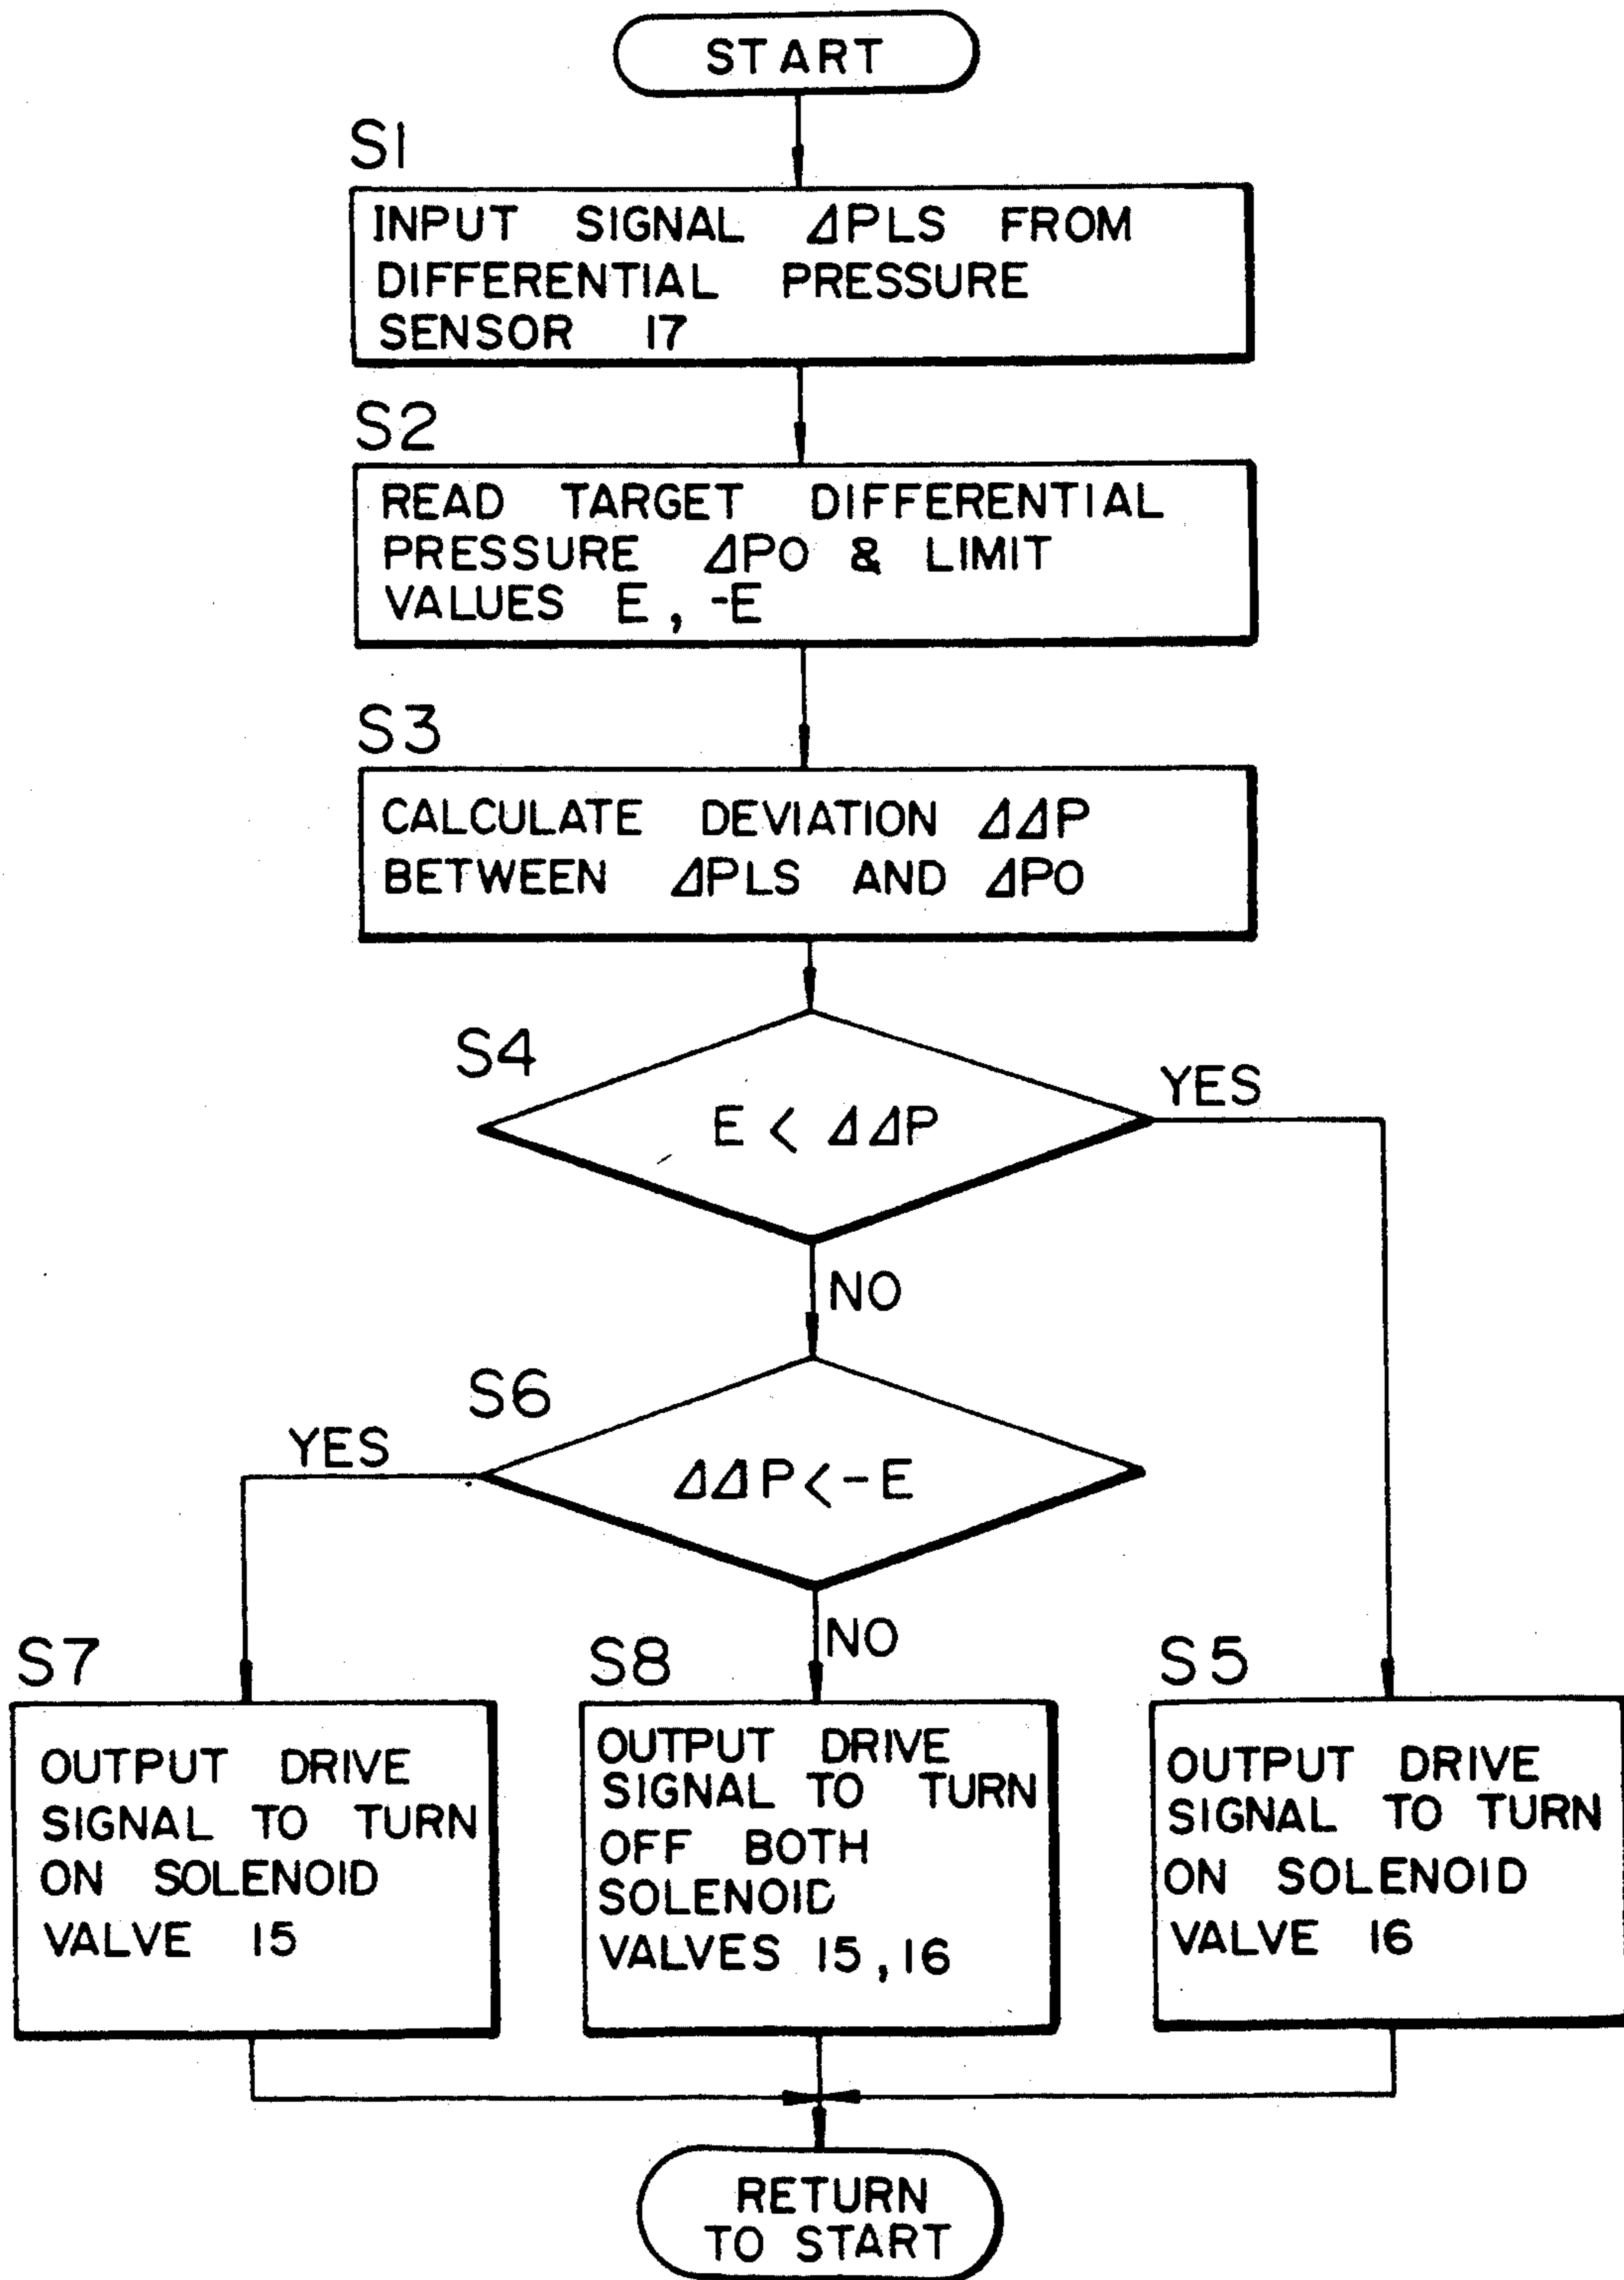 START
S1
INPUT SIGNAL ΔPLS FROM
DIFFERENTIAL PRESSURE
SENSOR 17
S2
READ TARGET DIFFERENTIAL
PRESSURE ΔPO & LIMIT
VALUES E, -E
S3
CALCULATE DEVIATION ΔΔP
BETWEEN ΔPLS AND ΔPO
S4
E < ΔΔP
YES
NO
S6
YES
ΔΔP<-E
NO
S7
OUTPUT DRIVE
SIGNAL TO TURN
ON SOLENOID
VALVE 15
S8
OUTPUT DRIVE
SIGNAL TO TURN
OFF BOTH
SOLENOID
VALVES 15,16
S5
OUTPUT DRIVE
SIGNAL TO TURN
ON SOLENOID
VALVE 16
RETURN
TO START